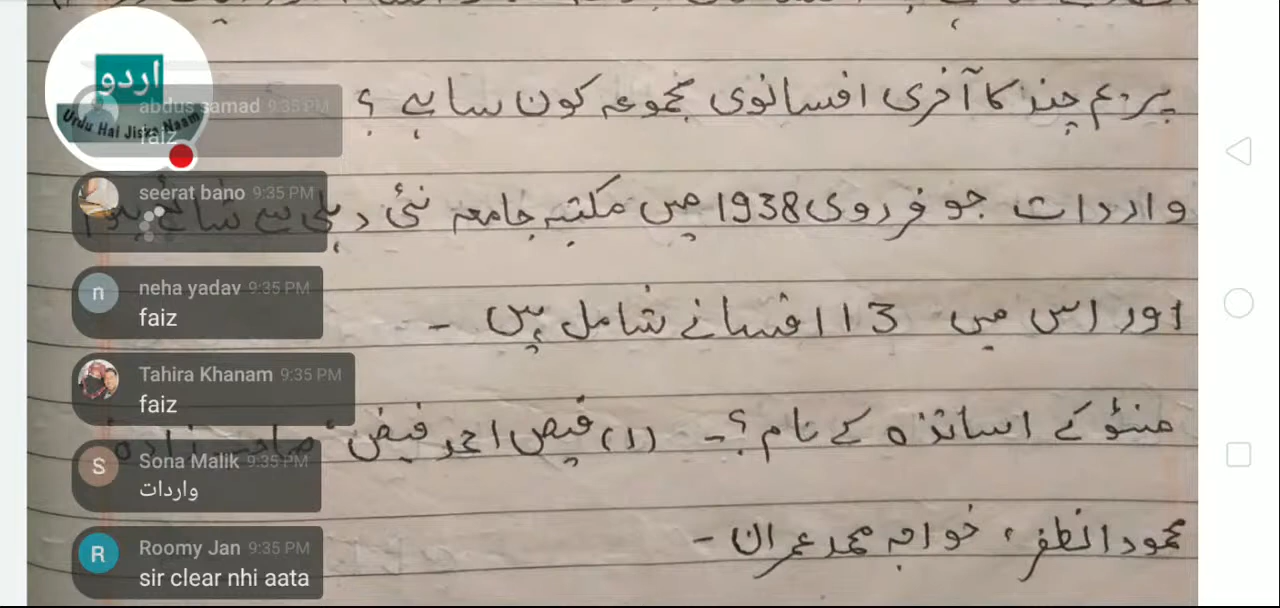 اردو
Urdu Hai Jiska Naam
abdus samad 9:35 PM
faiz
seerat bano 9:35 PM
neha yadav 9:35 PM
faiz
Tahira Khanam 9:35 PM
faiz
Sona Malik 9:35 PM
واردات
Roomy Jan 9:35 PM
sir clear nhi aata
پریم چند کا آخری افسانوی مجموعہ کون سا ہے ؟
واردات جو فروری 1938 میں مکتبہ جامعہ نئی دہلی سے شائع ہوا
اور اس میں 13 افسانے شامل ہیں -
منٹو کے اساتذہ کے نام ؟ - (1) فیض احمد فیض، صاحب زادہ
محمود الظفر، خواجہ محمد عمران -